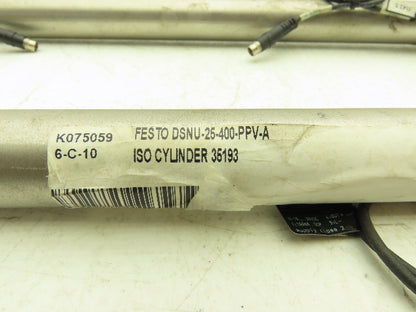 K075059 FESTO DSNU-25-400-PPV-A
6-C-10 ISO CYLINDER 35193